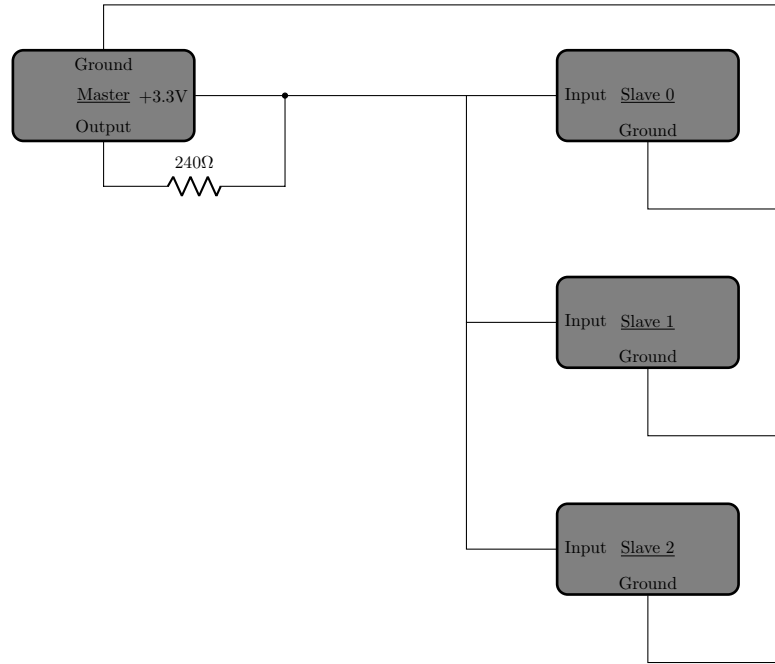 Ground
Master +3.3V
Output
240Ω
Input Slave 0
Ground
Input Slave 1
Ground
Input Slave 2
Ground